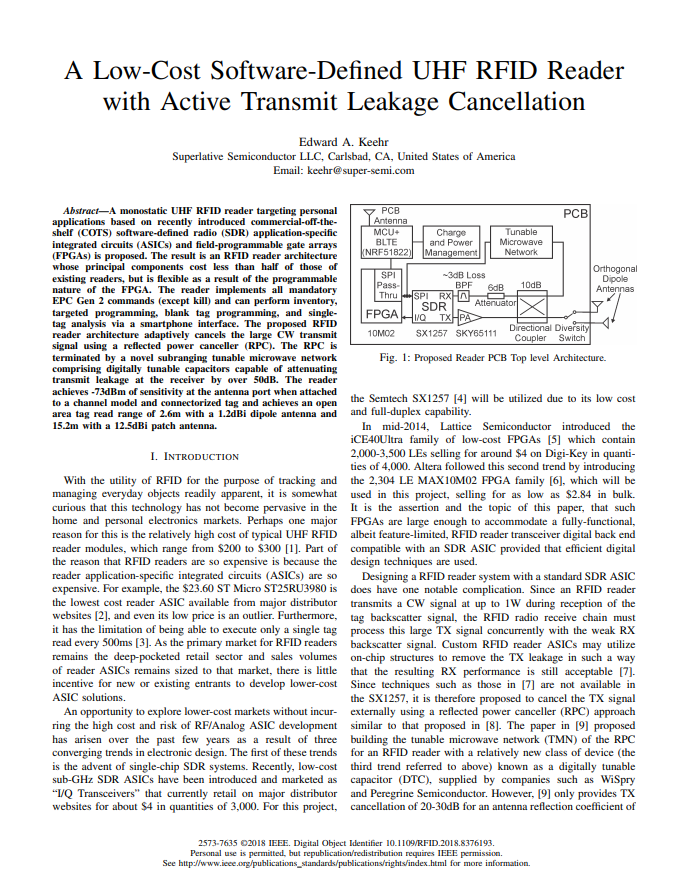 A Low-Cost Software-Defined UHF RFID Reader
with Active Transmit Leakage Cancellation
Edward A. Keehr
Superlative Semiconductor LLC, Carlsbad, CA, United States of America
Email: keehr@super-semi.com
Abstract—A monostatic UHF RFID reader targeting personal
applications based on recently introduced commercial-off-the-
shelf (COTS) software-defined radio (SDR) application-specific
integrated circuits (ASICs) and field-programmable gate arrays
(FPGAs) is proposed. The result is an RFID reader architecture
whose principal components cost less than half of those of
existing readers, but is flexible as a result of the programmable
nature of the FPGA. The reader implements all mandatory
EPC Gen 2 commands (except kill) and can perform inventory,
targeted programming, blank tag programming, and single-
tag analysis via a smartphone interface. The proposed RFID
reader architecture adaptively cancels the large CW transmit
signal using a reflected power canceller (RPC). The RPC is
terminated by a novel subranging tunable microwave network
comprising digitally tunable capacitors capable of attenuating
transmit leakage at the receiver by over 50dB. The reader
achieves -73dBm of sensitivity at the antenna port when attached
to a channel model and connectorized tag and achieves an open
area tag read range of 2.6m with a 1.2dBi dipole antenna and
15.2m with a 12.5dBi patch antenna.
I. INTRODUCTION
With the utility of RFID for the purpose of tracking and
managing everyday objects readily apparent, it is somewhat
curious that this technology has not become pervasive in the
home and personal electronics markets. Perhaps one major
reason for this is the relatively high cost of typical UHF RFID
reader modules, which range from $200 to $300 [1]. Part of
the reason that RFID readers are so expensive is because the
reader application-specific integrated circuits (ASICs) are so
expensive. For example, the $23.60 ST Micro ST25RU3980 is
the lowest cost reader ASIC available from major distributor
websites [2], and even its low price is an outlier. Furthermore,
it has the limitation of being able to execute only a single tag
read every 500ms [3]. As the primary market for RFID readers
remains the deep-pocketed retail sector and sales volumes
of reader ASICs remains sized to that market, there is little
incentive for new or existing entrants to develop lower-cost
ASIC solutions.
An opportunity to explore lower-cost markets without incur-
ring the high cost and risk of RF/Analog ASIC development
has arisen over the past few years as a result of three
converging trends in electronic design. The first of these trends
is the advent of single-chip SDR systems. Recently, low-cost
sub-GHz SDR ASICs have been introduced and marketed as
“I/Q Transceivers” that currently retail on major distributor
websites for about $4 in quantities of 3,000. For this project,
PCB
Antenna
PCB
MCU+
BLTE
(NRF51822)
Charge
and Power
Management
Tunable
Microwave
Network
SPI
Pass-
Thru
FPGA
10M02
SPI RX
SDR
I/Q TX
SX1257
~3dB Loss
BPF
PA
SKY65111
6dB
Attenuator
10dB
Directional
Coupler
Diversity
Switch
Orthogonal
Dipole
Antennas
Fig. 1: Proposed Reader PCB Top level Architecture.
the Semtech SX1257 [4] will be utilized due to its low cost
and full-duplex capability.
In mid-2014, Lattice Semiconductor introduced the
iCE40Ultra family of low-cost FPGAs [5] which contain
2,000-3,500 LEs selling for around $4 on Digi-Key in quanti-
ties of 4,000. Altera followed this second trend by introducing
the 2,304 LE MAX10M02 FPGA family [6], which will be
used in this project, selling for as low as $2.84 in bulk.
It is the assertion and the topic of this paper, that such
FPGAs are large enough to accommodate a fully-functional,
albeit feature-limited, RFID reader transceiver digital back end
compatible with an SDR ASIC provided that efficient digital
design techniques are used.
Designing a RFID reader system with a standard SDR ASIC
does have one notable complication. Since an RFID reader
transmits a CW signal at up to 1W during reception of the
tag backscatter signal, the RFID radio receive chain must
process this large TX signal concurrently with the weak RX
backscatter signal. Custom RFID reader ASICs may utilize
on-chip structures to remove the TX leakage in such a way
that the resulting RX performance is still acceptable [7].
Since techniques such as those in [7] are not available in
the SX1257, it is therefore proposed to cancel the TX signal
externally using a reflected power canceller (RPC) approach
similar to that proposed in [8]. The paper in [9] proposed
building the tunable microwave network (TMN) of the RPC
for an RFID reader with a relatively new class of device (the
third trend referred to above) known as a digitally tunable
capacitor (DTC), supplied by companies such as WiSpry
and Peregrine Semiconductor. However, [9] only provides TX
cancellation of 20-30dB for an antenna reflection coefficient of
2573-7635 ©2018 IEEE. Digital Object Identifier 10.1109/RFID.2018.8376193.
Personal use is permitted, but republication/redistribution requires IEEE permission.
See http://www.ieee.org/publications_standards/publications/rights/index.html for more information.